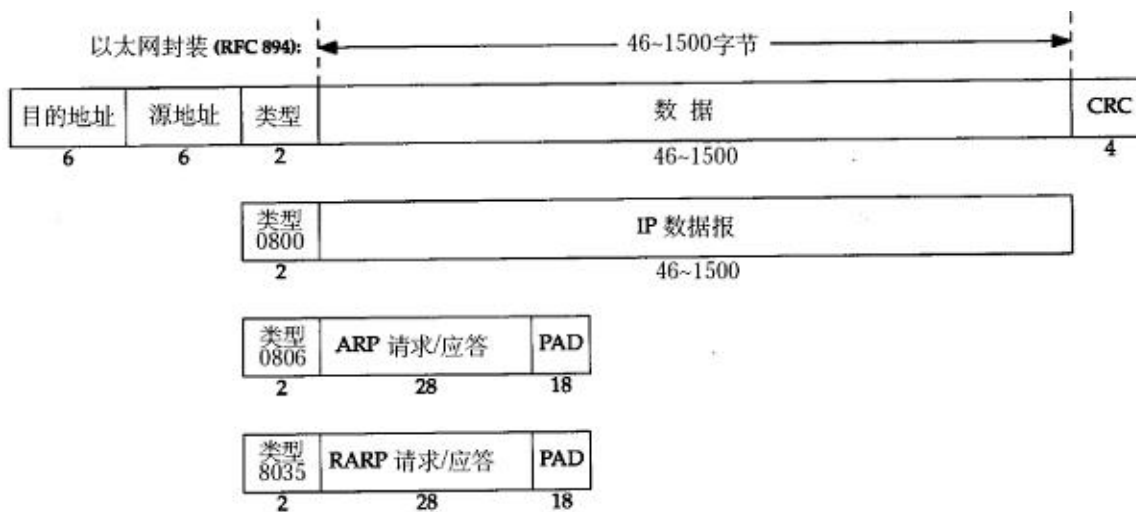 以太网封装 (RFC 894):
46~1500字节
目的地址 源地址 类型 数 据 CRC
6 6 2 46~1500 4
类型 IP 数据报
0800
2 46~1500
类型 ARP 请求/应答 PAD
0806
2 28 18
类型 RARP 请求/应答 PAD
8035
2 28 18